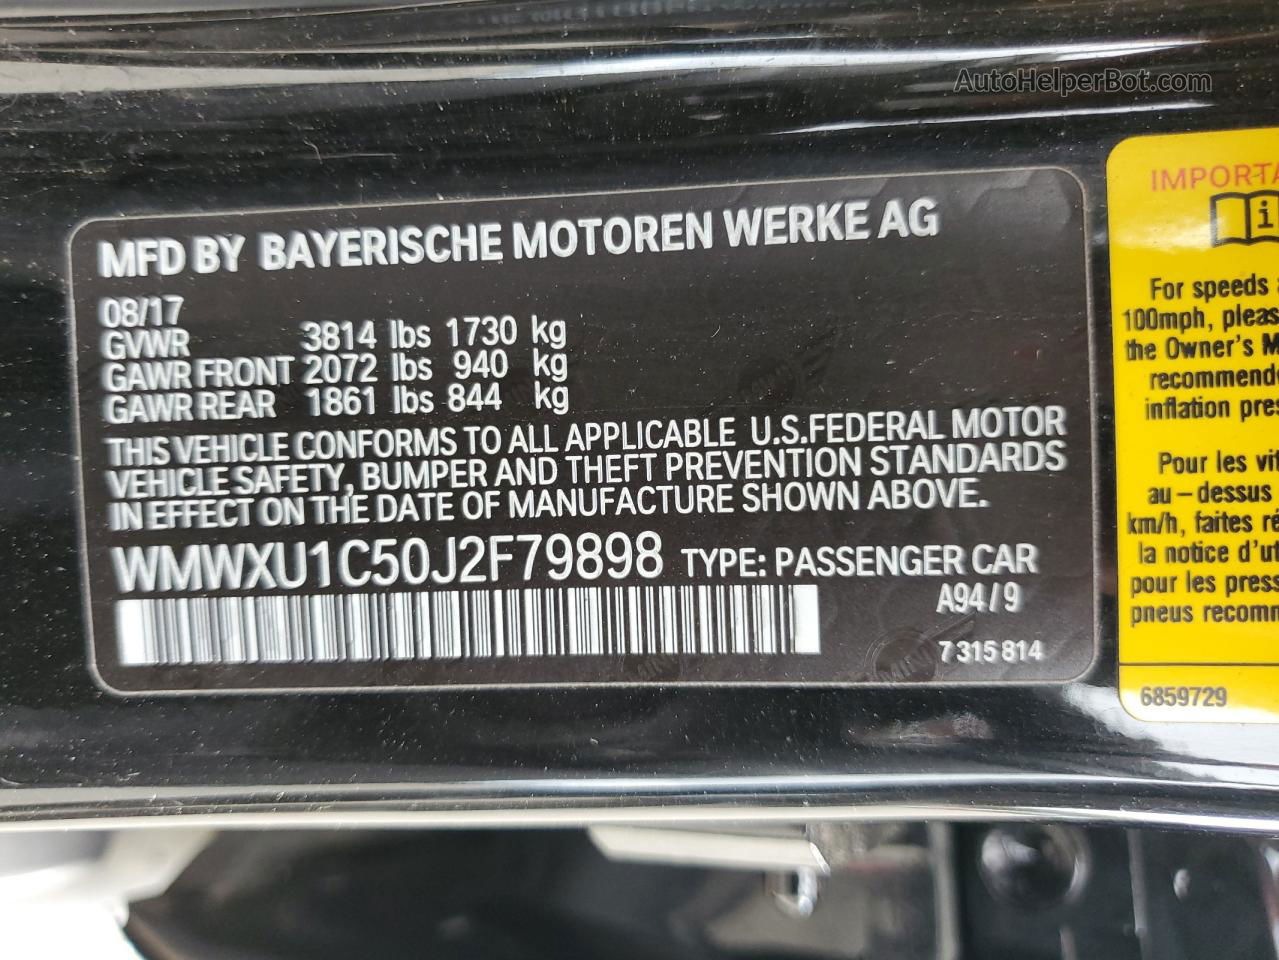 AutoHelperBot.com
MFD BY BAYERISCHE MOTOREN WERKE AG
08/17
GVWR 3814 lbs 1730 kg
GAWR FRONT 2072 lbs 940 kg
GAWR REAR 1861 lbs 844 kg
THIS VEHICLE CONFORMS TO ALL APPLICABLE U.S.FEDERAL MOTOR
VEHICLE SAFETY, BUMPER AND THEFT PREVENTION STANDARDS
IN EFFECT ON THE DATE OF MANUFACTURE SHOWN ABOVE.
WMWXU1C50J2F79898 TYPE: PASSENGER CAR
A94/9
7315814
MINI
IMPORTA
i
For speeds
100mph, pleas
the Owner's M
recommend
inflation pres
Pour les vit
au-dessus
km/h, faites ré
la notice d'ut
pour les press
pneus recomm
6859729